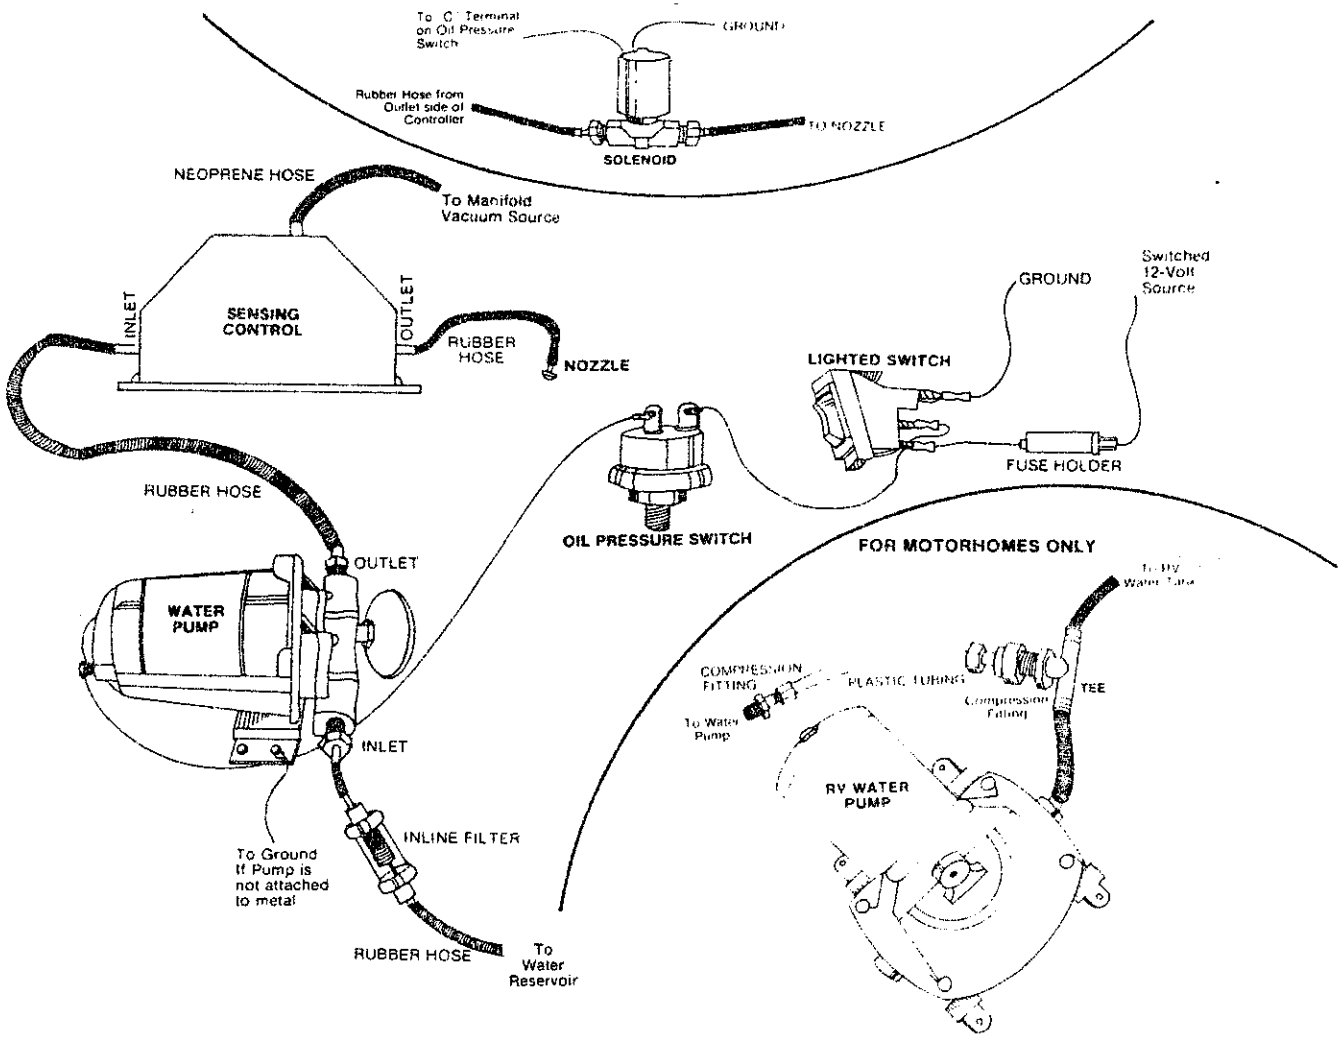 To "C" Terminal
on Oil Pressure
Switch
GROUND
Rubber Hose from
Outlet side of
Controller
TO NOZZLE
SOLENOID
NEOPRENE HOSE
To Manifold
Vacuum Source
INLET
SENSING
CONTROL
OUTLET
RUBBER
HOSE
NOZZLE
GROUND
Switched
12-Volt
Source
LIGHTED SWITCH
FUSE HOLDER
RUBBER HOSE
OIL PRESSURE SWITCH
OUTLET
WATER
PUMP
INLET
INLINE FILTER
To Ground
If Pump is
not attached
to metal
RUBBER HOSE
To
Water
Reservoir
FOR MOTORHOMES ONLY
To RV
Water Tank
COMPRESSION
FITTING
PLASTIC TUBING
To Water
Pump
Compression
Fitting
TEE
RV WATER
PUMP